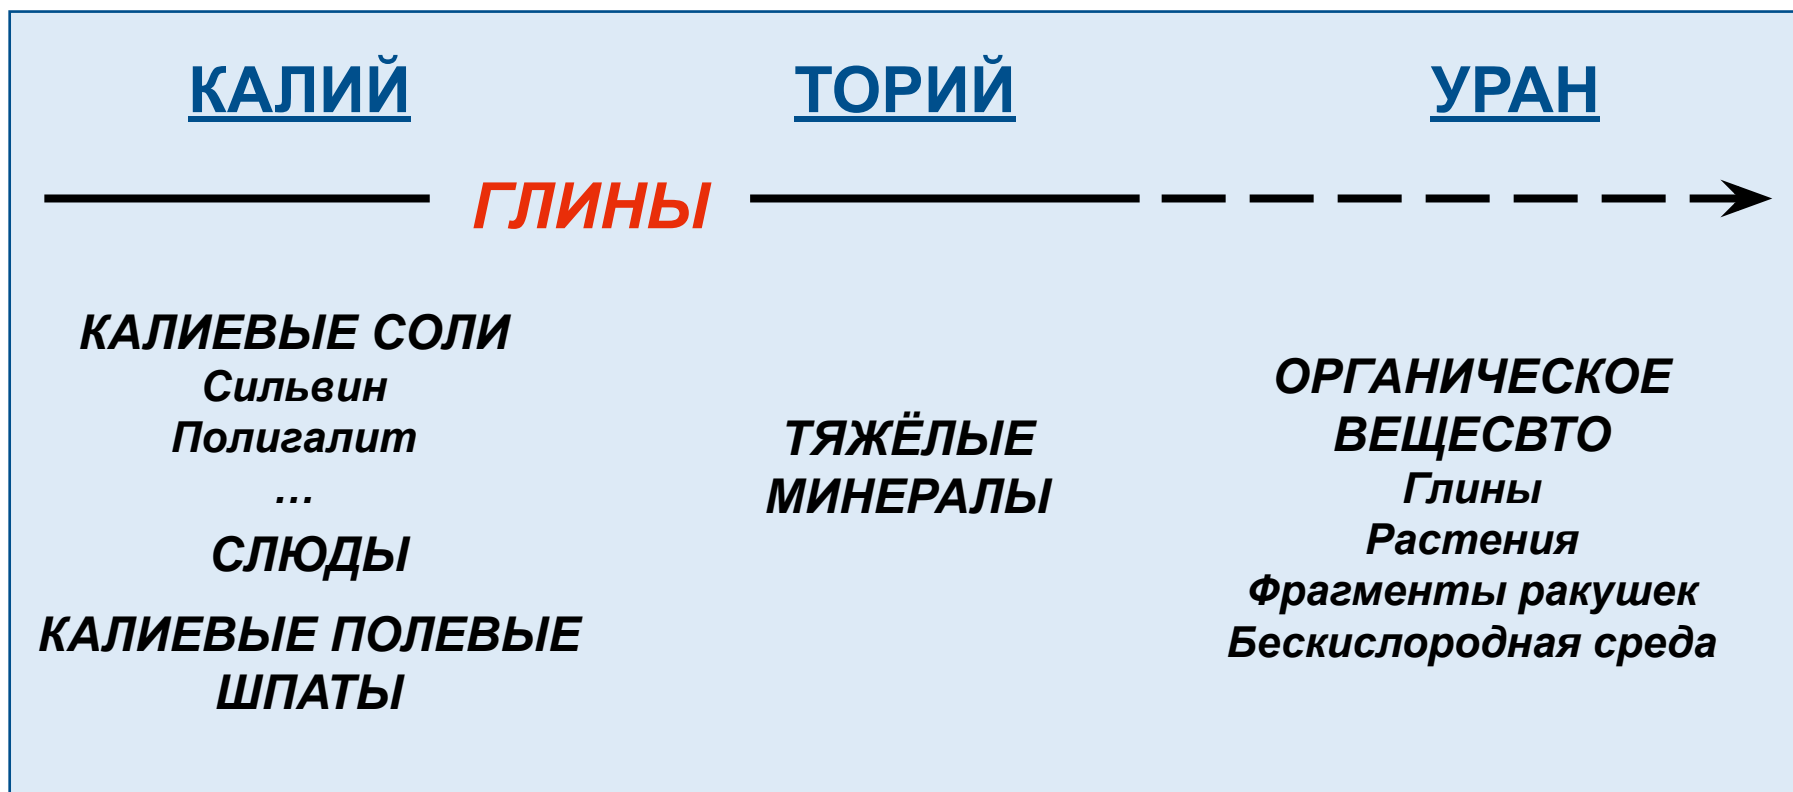 КАЛИЙ ТОРИЙ УРАН
ГЛИНЫ
КАЛИЕВЫЕ СОЛИ
Сильвин
Полигалит
...
СЛЮДЫ
КАЛИЕВЫЕ ПОЛЕВЫЕ
ШПАТЫ
ТЯЖЁЛЫЕ
МИНЕРАЛЫ
ОРГАНИЧЕСКОЕ
ВЕЩЕСВТО
Глины
Растения
Фрагменты ракушек
Бескислородная среда